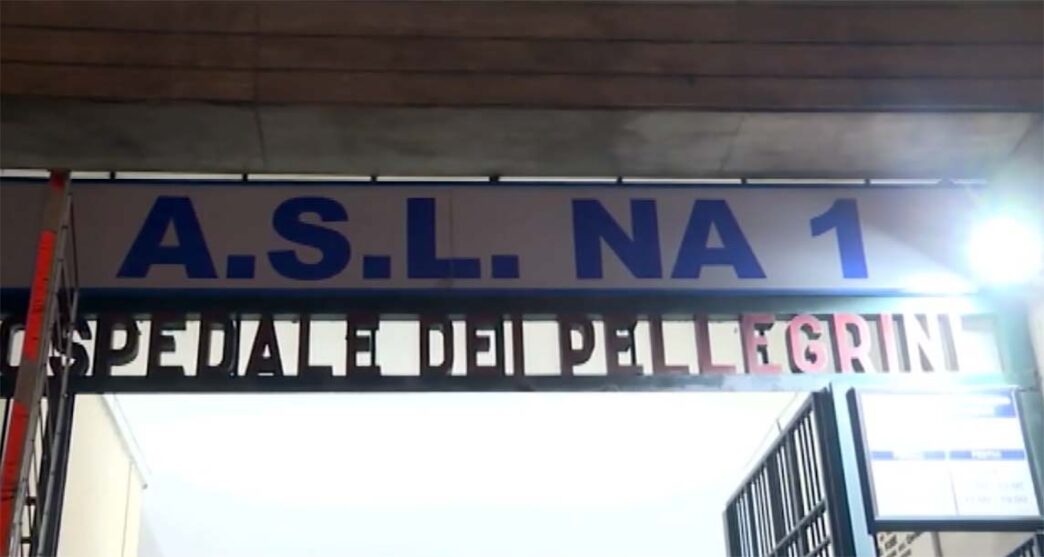 A.S.L. NA 1
OSPEDALE DEI PELLEGRINI